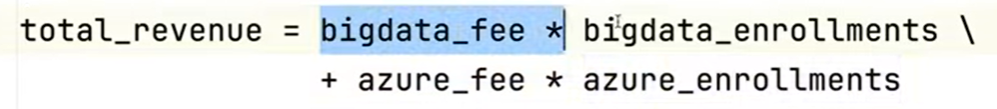 total_revenue = bigdata_fee * bigdata_enrollments \
+ azure_fee * azure_enrollments